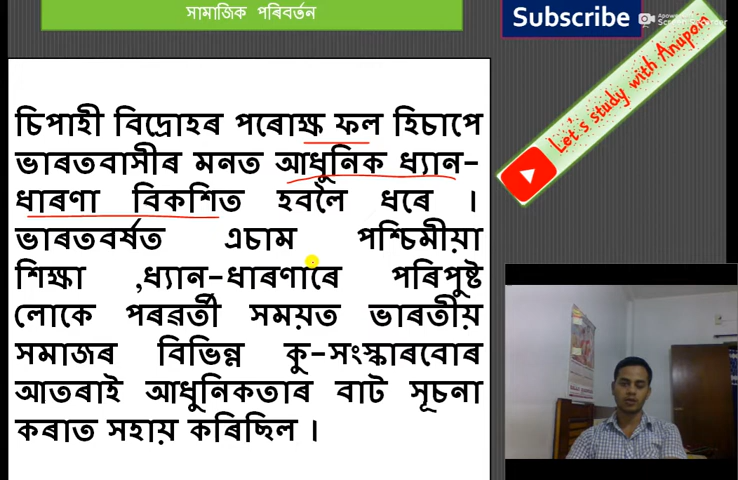 সামাজিক পৰিবৰ্তন
Subscribe
Let's study with Anupam
চিপাহী বিদ্ৰোহৰ পৰোক্ষ ফল হিচাপে
ভাৰতবাসীৰ মনত আধুনিক ধ্যান-
ধাৰণা বিকশিত হবলৈ ধৰে ।
ভাৰতবৰ্ষত এচাম পশ্চিমীয়া
শিক্ষা ,ধ্যান-ধাৰণাৰে পৰিপুষ্ট
লোকে পৰৱৰ্তী সময়ত ভাৰতীয়
সমাজৰ বিভিন্ন কু-সংস্কাৰবোৰ
আতৰাই আধুনিকতাৰ বাট সূচনা
কৰাত সহায় কৰিছিল ।